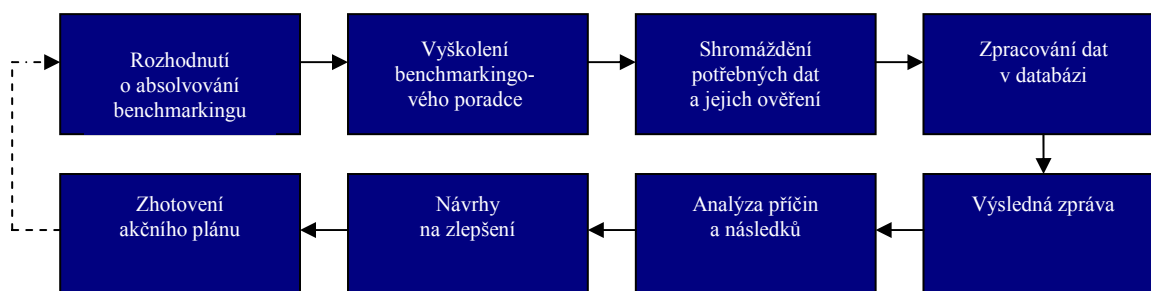 Rozhodnutí
o absolvování
benchmarkingu
Vyškolení
benchmarkingo-
vého poradce
Shromáždění
potřebných dat
a jejich ověření
Zpracování dat
v databázi
Zhotovení
akčního plánu
Návrhy
na zlepšení
Analýza příčin
a následků
Výsledná zpráva